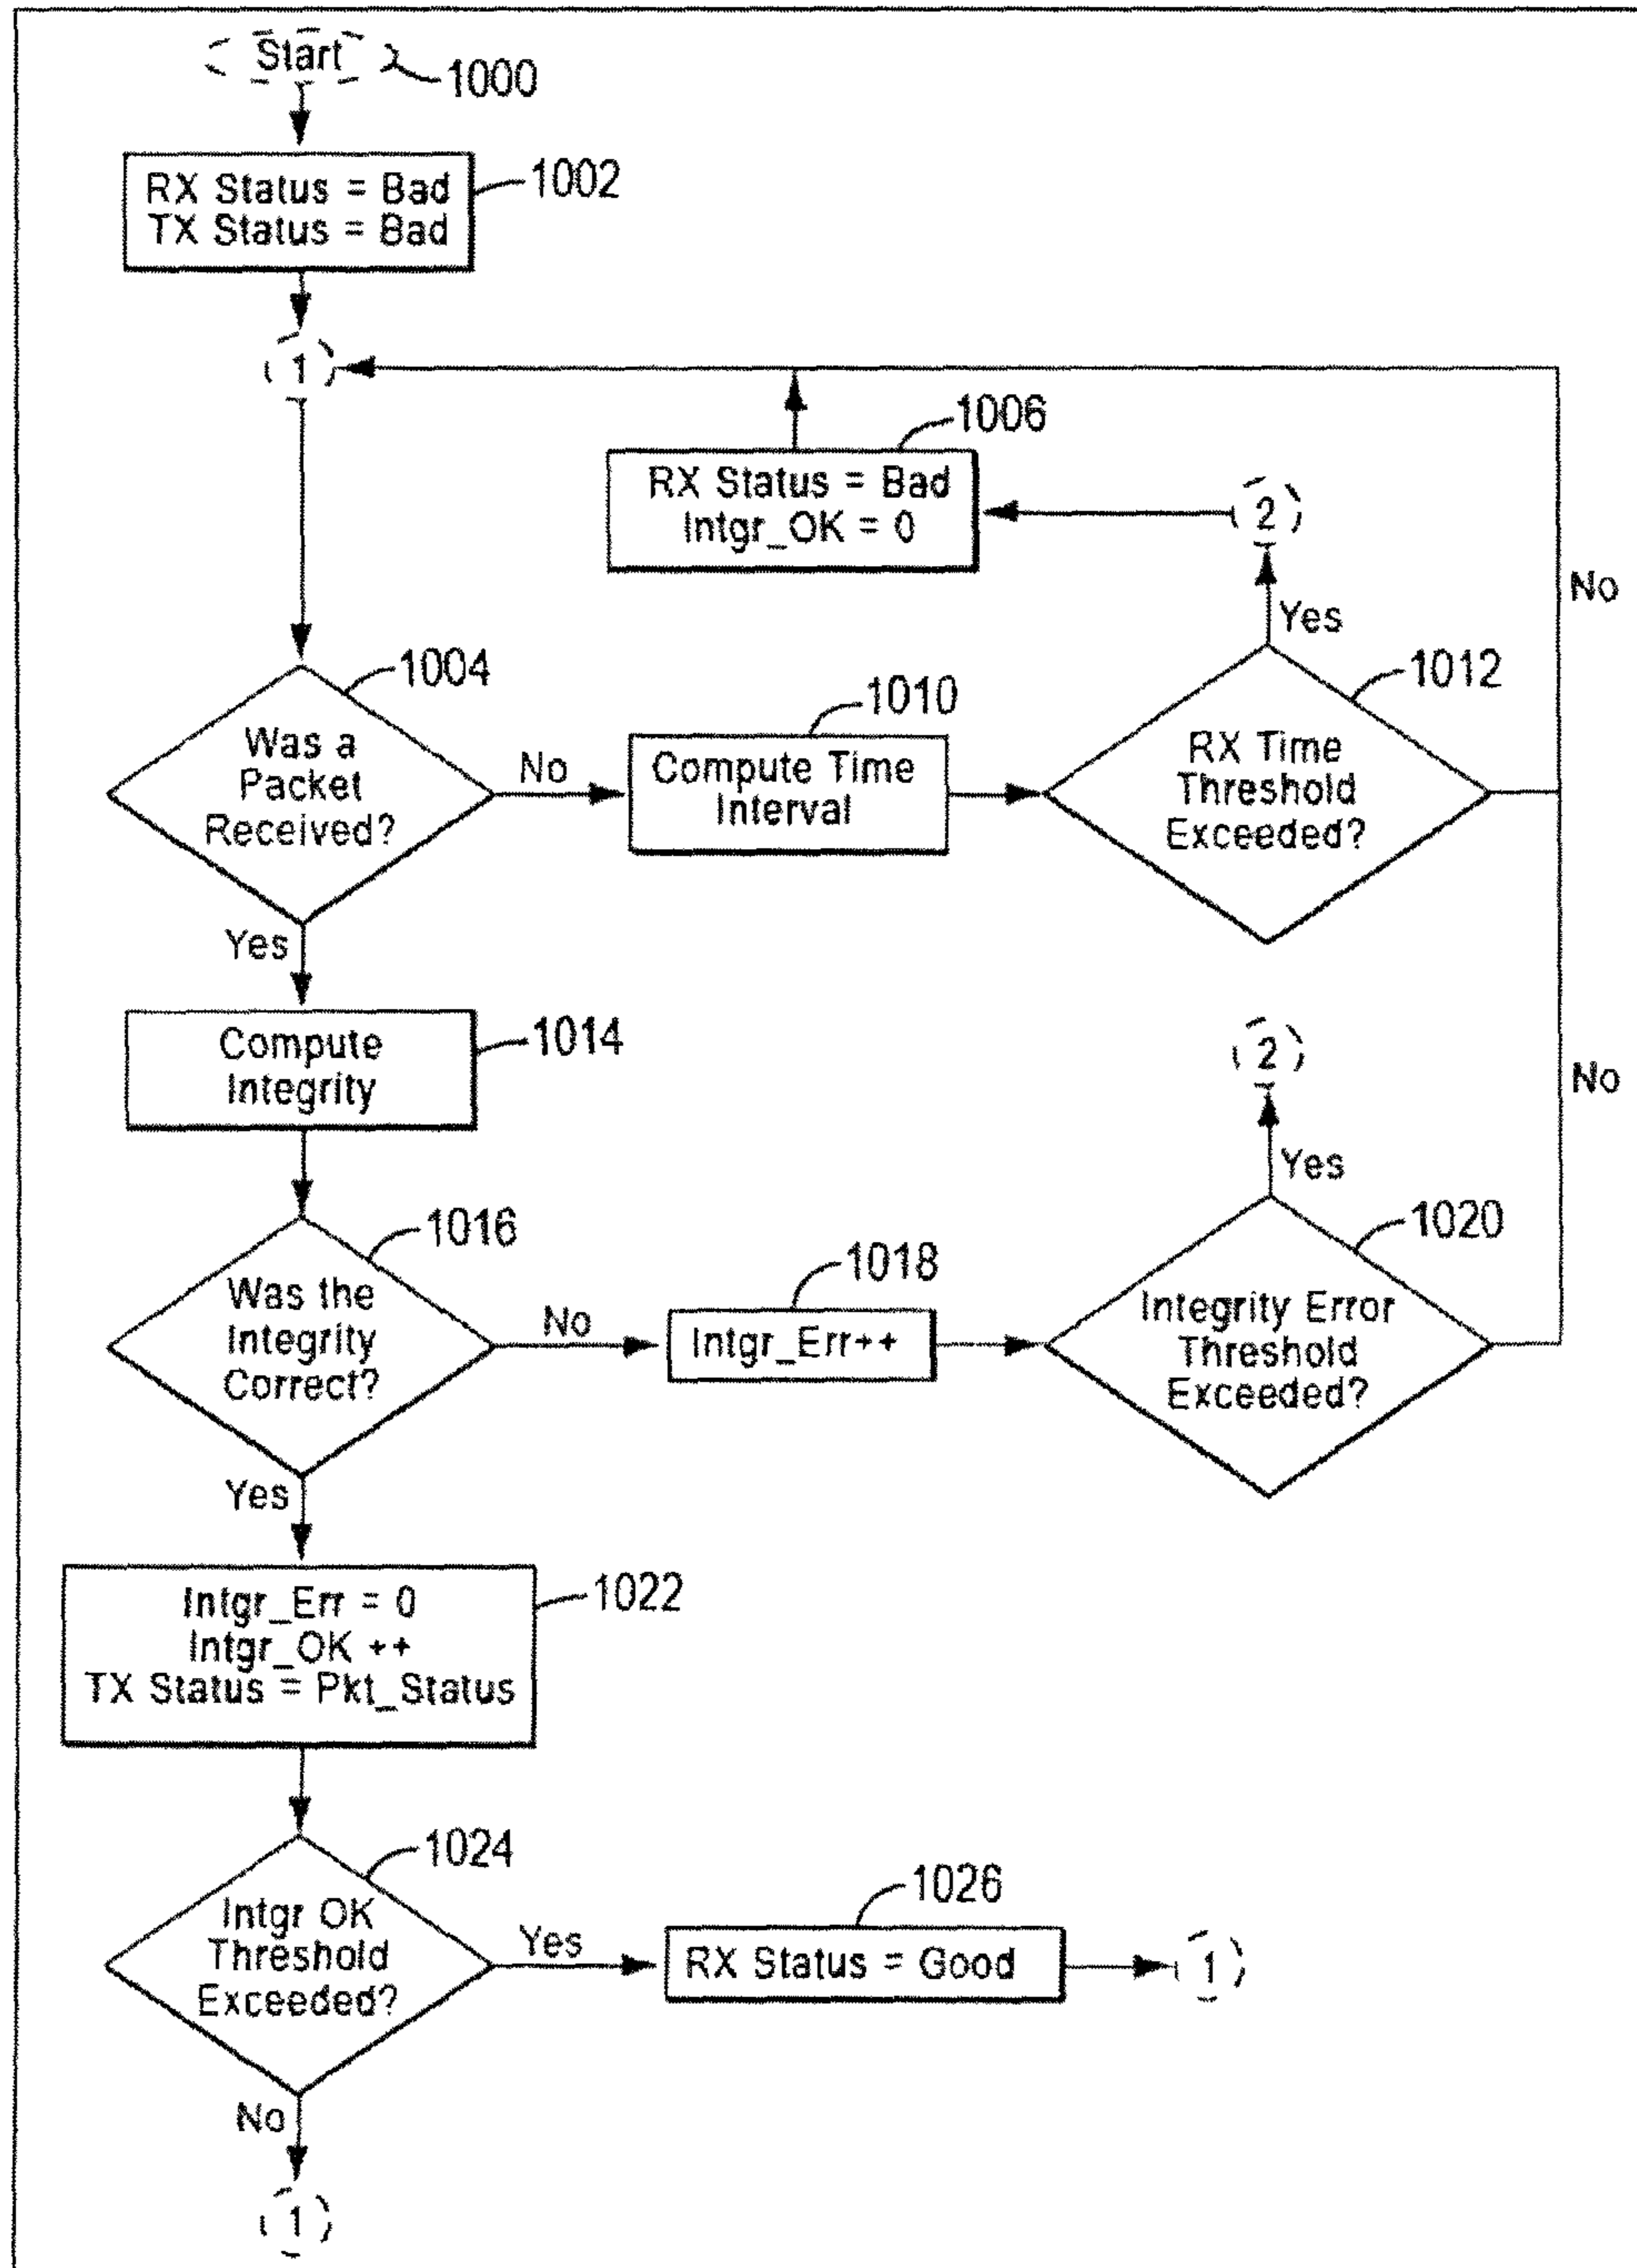 Start
1000
RX Status = Bad
TX Status = Bad
1002
1
1006
RX Status = Bad
Intgr_OK = 0
2
No
Yes
1004
Was a
Packet
Received?
No
1010
Compute Time
Interval
1012
RX Time
Threshold
Exceeded?
Yes
Compute
Integrity
1014
2
No
Yes
1016
Was the
Integrity
Correct?
No
1018
Intgr_Err++
1020
Integrity Error
Threshold
Exceeded?
Yes
Intgr_Err = 0
Intgr_OK ++
TX Status = Pkt_Status
1022
1024
Intgr OK
Threshold
Exceeded?
Yes
1026
RX Status = Good
1
No
1